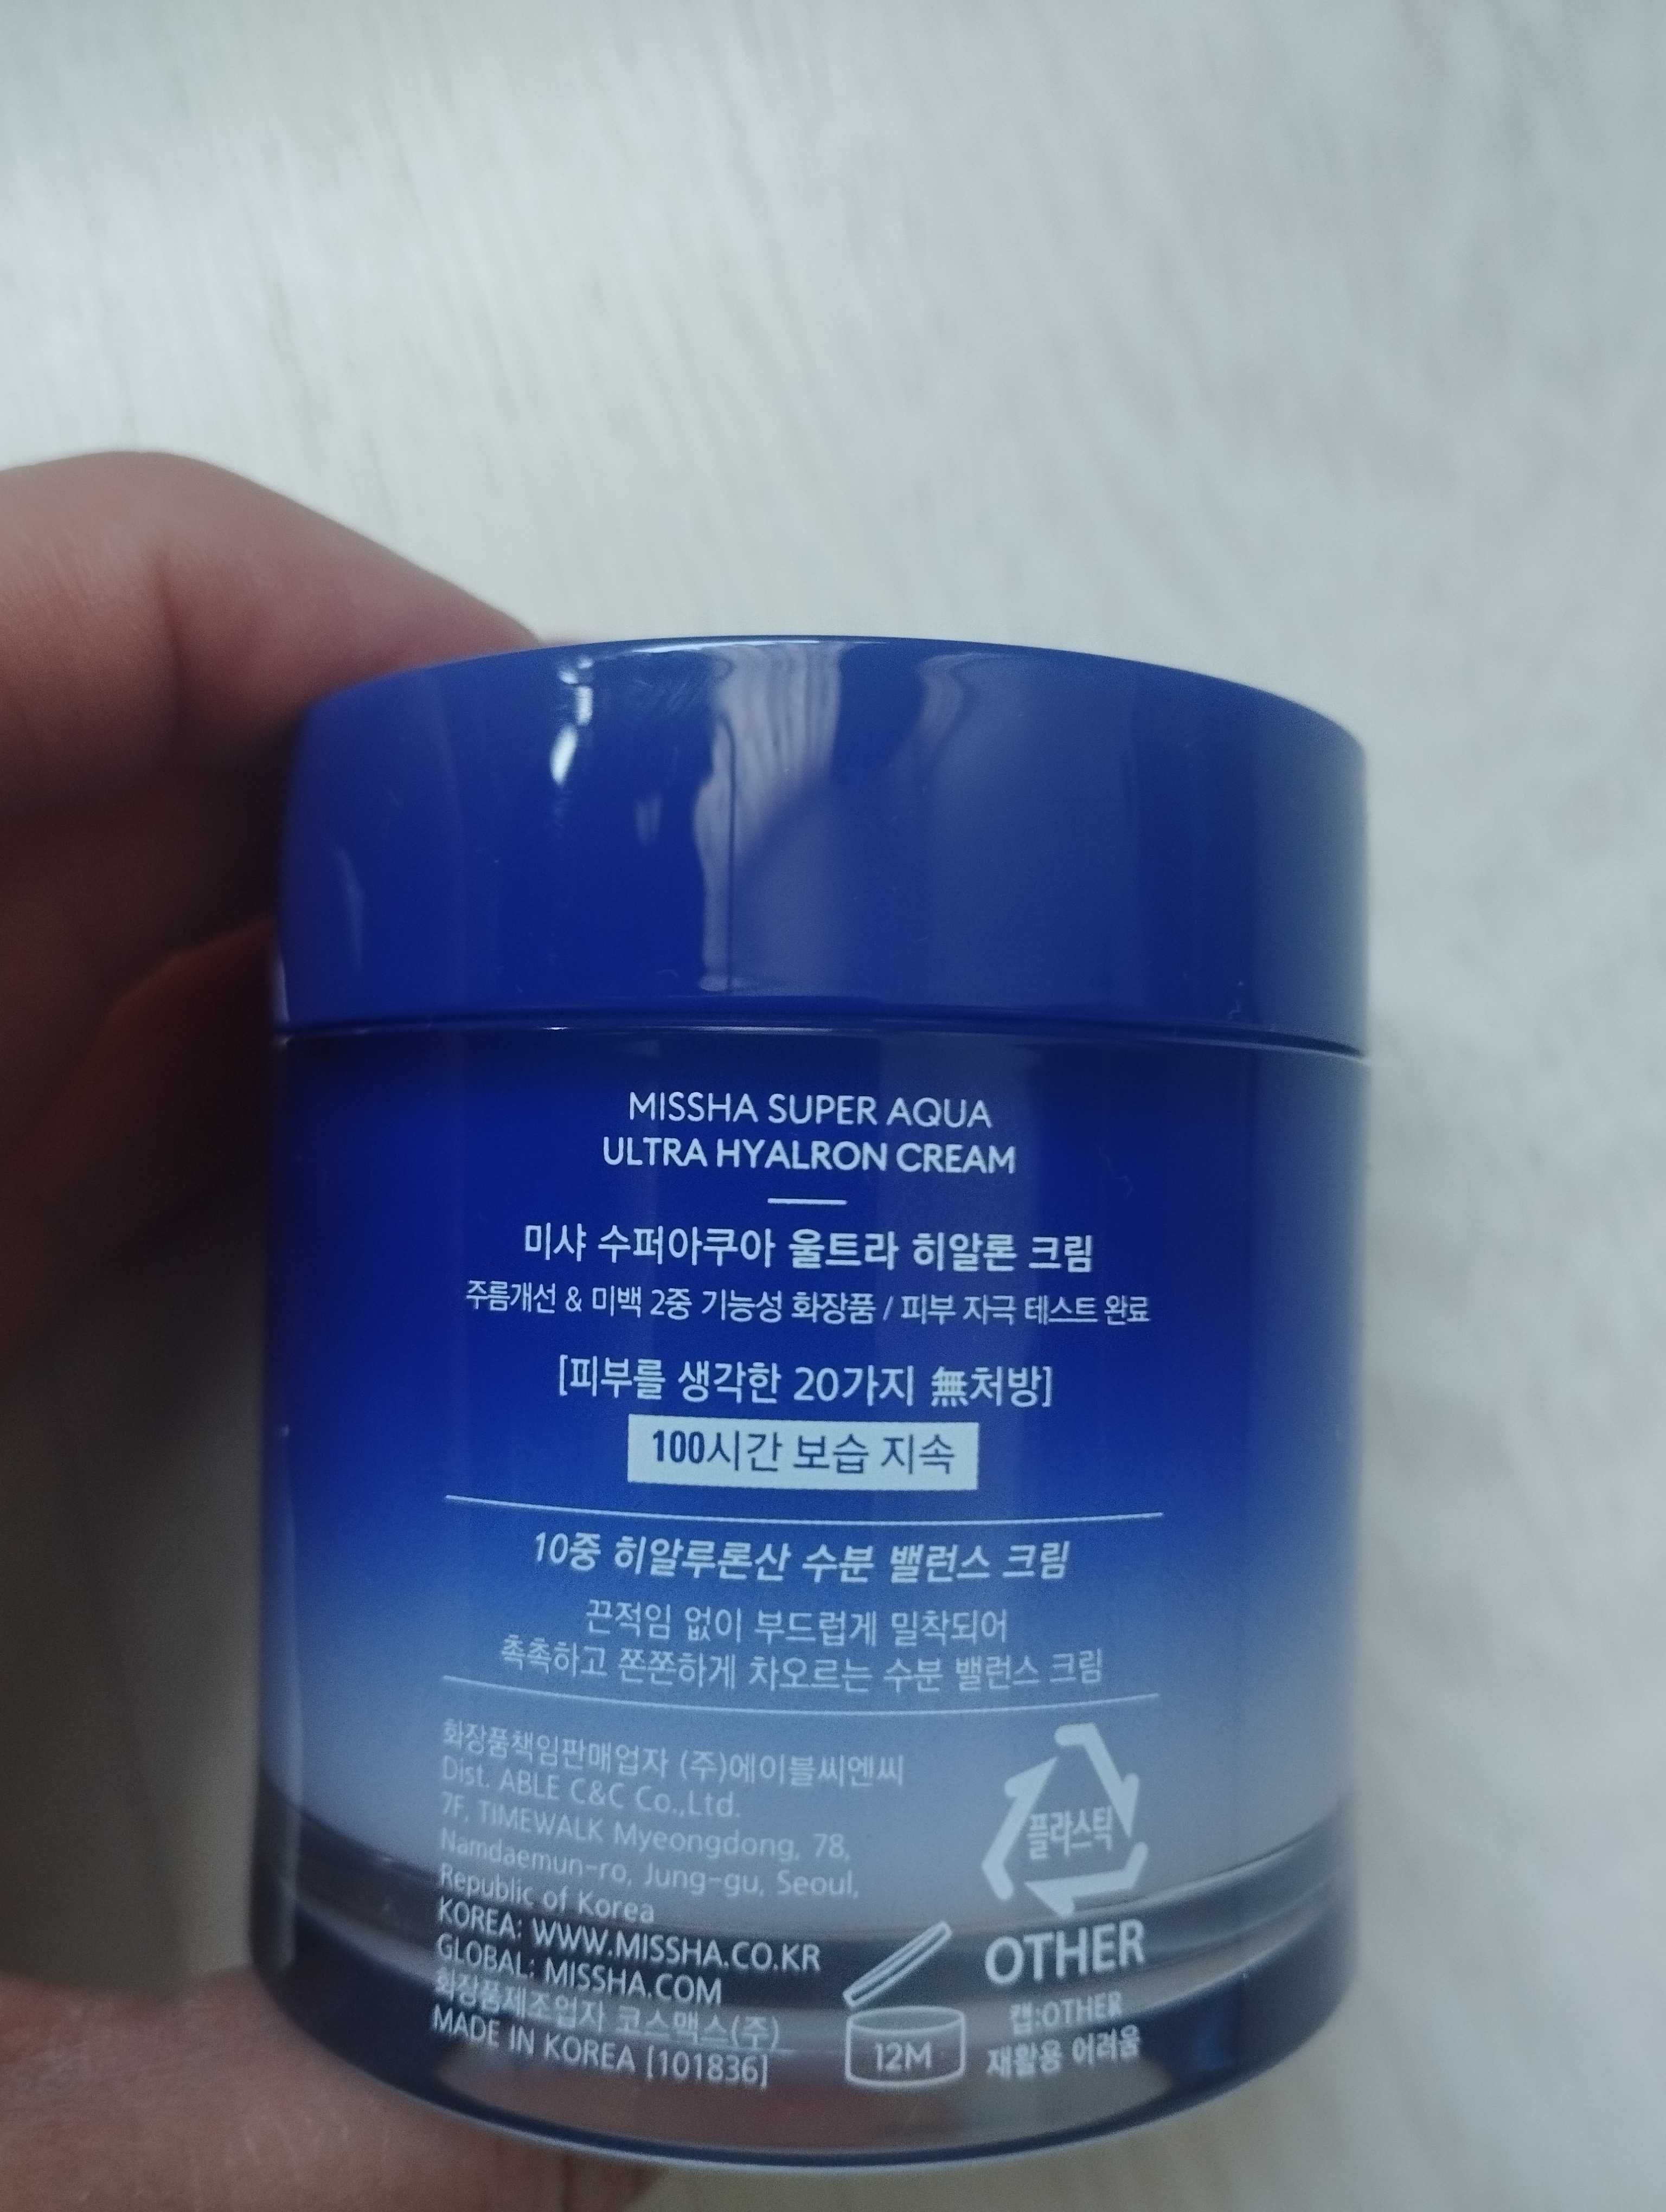 MISSHA SUPER AQUA
ULTRA HYALRON CREAM
미샤 수퍼아쿠아 울트라 히알론 크림
주름개선 & 미백 2중 기능성 화장품 / 피부 자극 테스트 완료
[피부를 생각한 20가지 無처방]
100시간 보습 지속
10중 히알루론산 수분 밸런스 크림
끈적임 없이 부드럽게 밀착되어
촉촉하고 쫀쫀하게 차오르는 수분 밸런스 크림
화장품책임판매업자 (주)에이블씨엔씨
Dist. ABLE C&C Co.,Ltd.
7F, TIMEWALK Myeongdong, 78,
Namdaemun-ro, Jung-gu, Seoul,
Republic of Korea
KOREA: WWW.MISSHA.CO.KR
GLOBAL: MISSHA.COM
화장품제조업자 코스맥스(주)
MADE IN KOREA [101836]
12M
플라스틱
OTHER
캡:OTHER
재활용 어려움